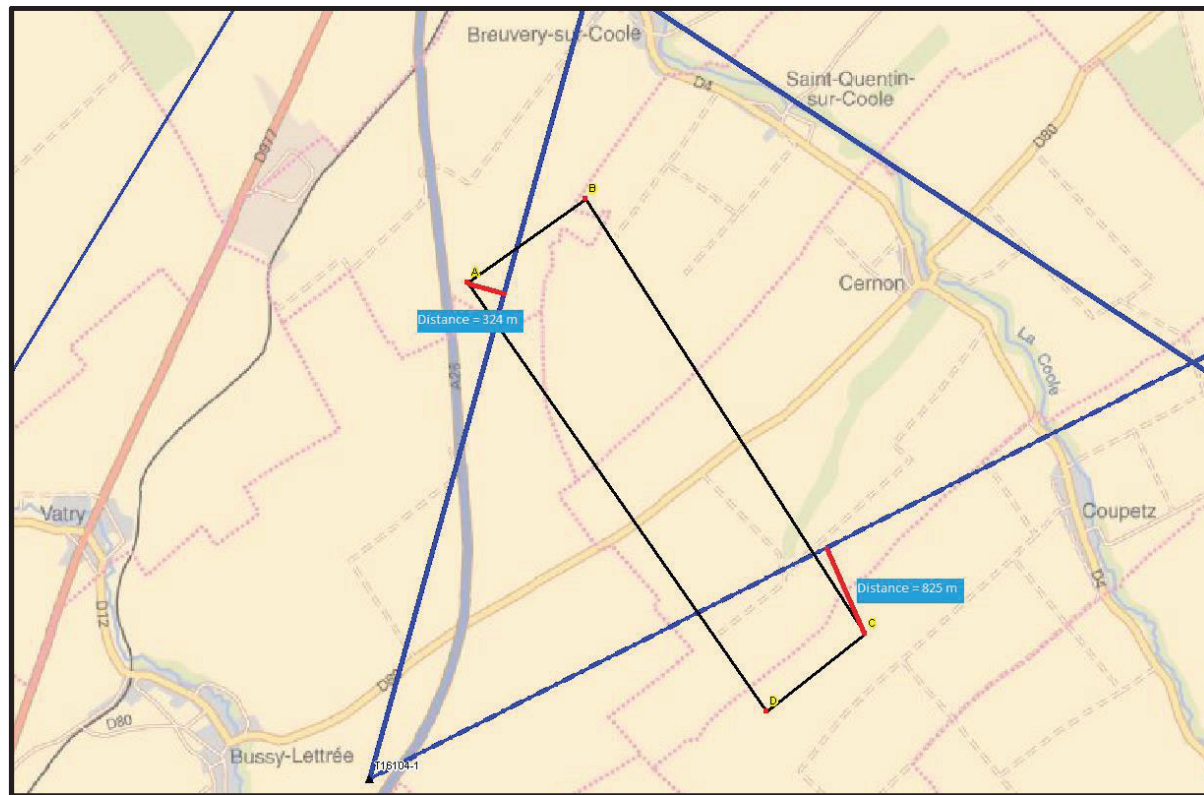 Breuvery-sur-Coole
Saint-Quentin-
sur-Coole
D4
D80
D977
B
A
Cernon
Distance = 324 m
La Coole
A26
Vatry
Coupetz
Distance = 825 m
D12
C
D4
D80
D
D80
Bussy-Lettrée
T16104-1